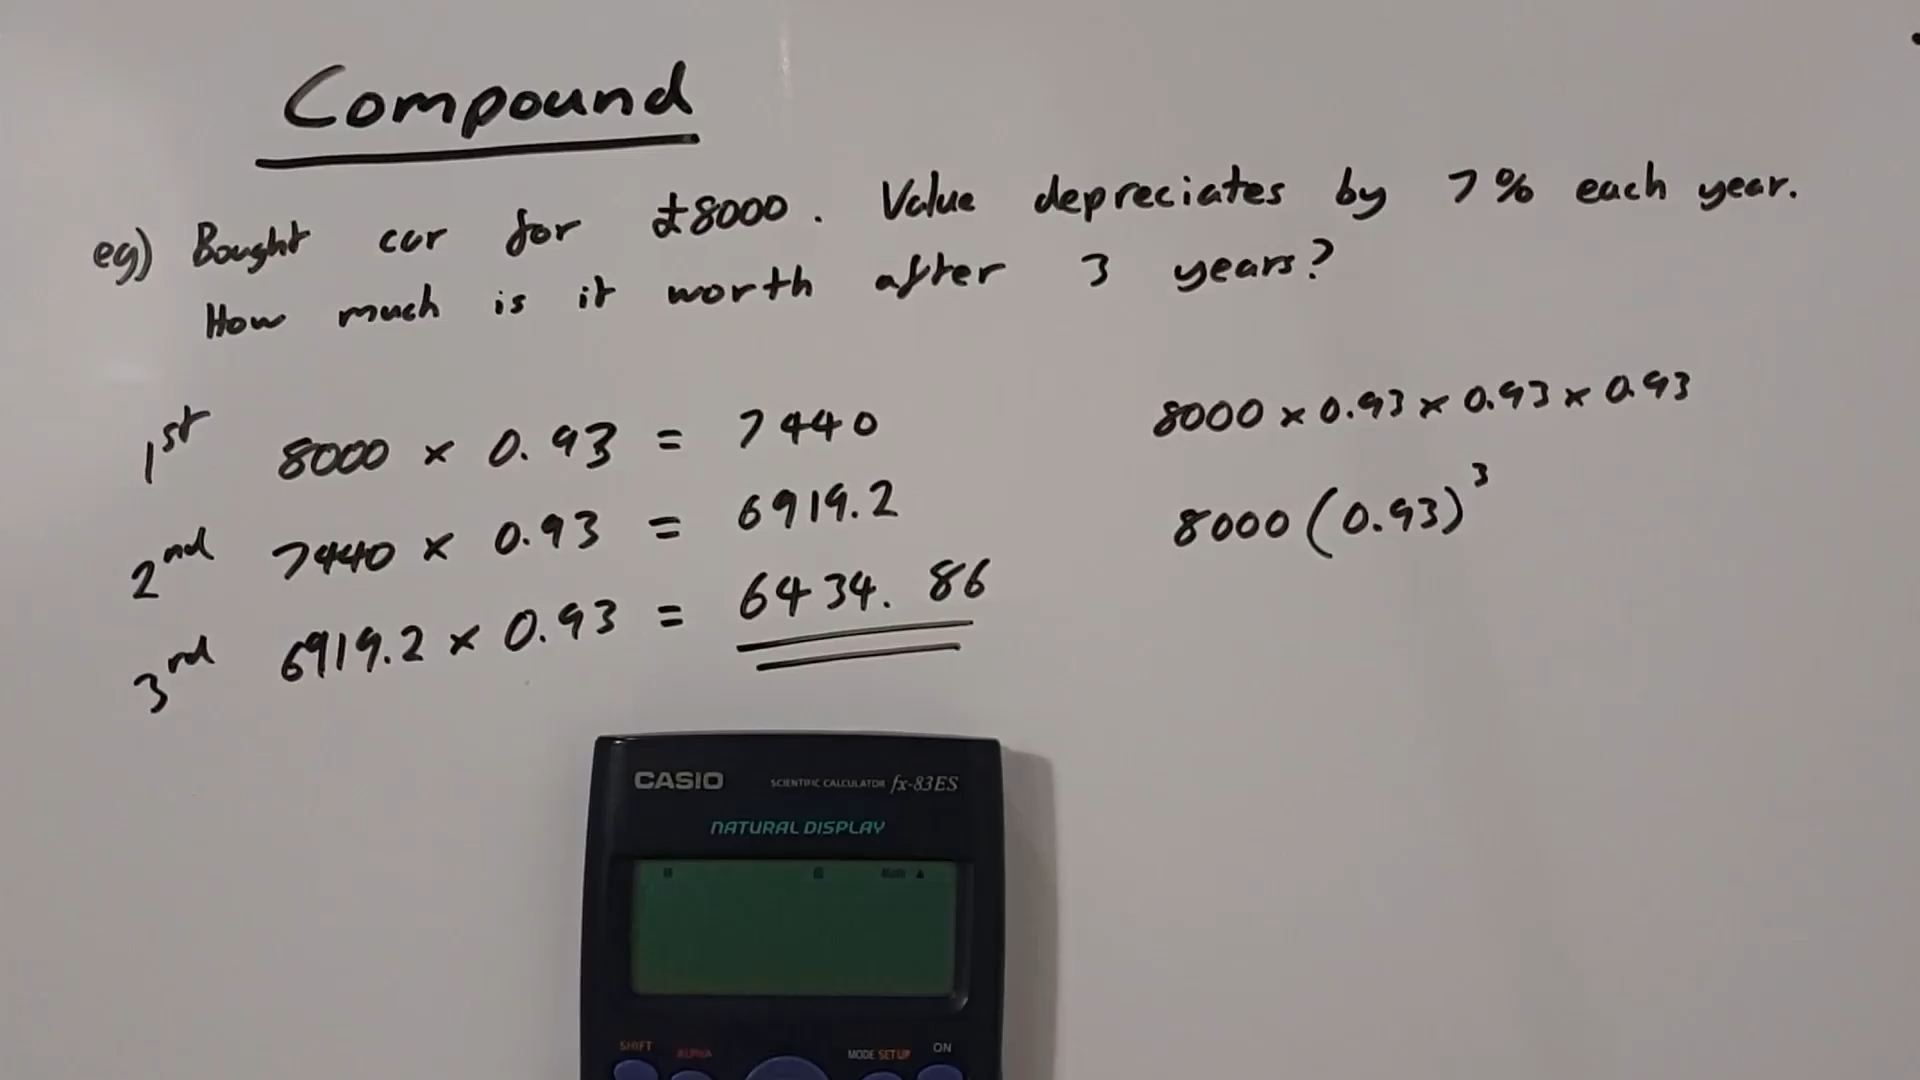 Compound
eg) Bought car for £8000. Value depreciates by 7% each year.
How much is it worth after 3 years?
1st 8000 × 0.93 = 7440
2nd 7440 × 0.93 = 6919.2
3rd 6919.2 × 0.93 = 6434.86
8000 × 0.93 × 0.93 × 0.93
8000(0.93)³
CASIO SCIENTIFIC CALCULATOR fx-83ES
NATURAL DISPLAY
Math ▲
SHIFT ALPHA MODE SETUP ON